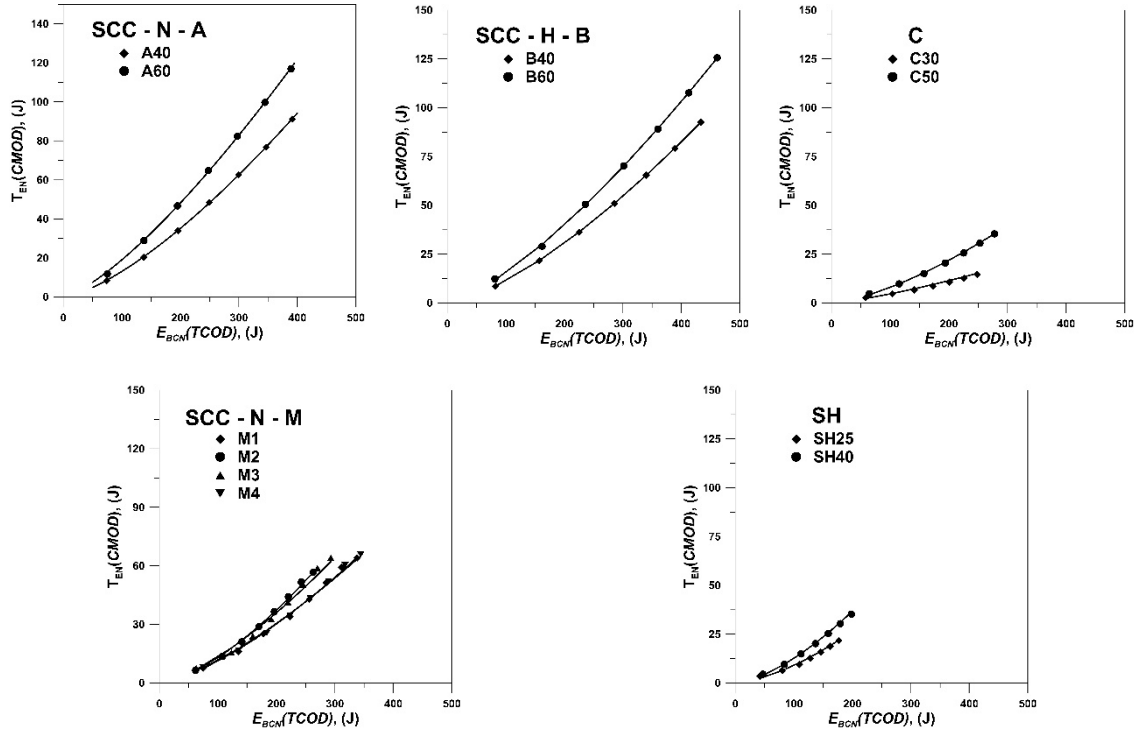 SCC - N - A
A40
A60
T_EN(CMOD), (J)
140
120
100
80
60
40
20
0
0 100 200 300 400 500
E_BCN(TCOD), (J)
SCC - H - B
B40
B60
T_EN(CMOD), (J)
150
125
100
75
50
25
0
0 100 200 300 400 500
E_BCN(TCOD), (J)
C
C30
C50
T_EN(CMOD), (J)
150
125
100
75
50
25
0
0 100 200 300 400 500
E_BCN(TCOD), (J)
SCC - N - M
M1
M2
M3
M4
T_EN(CMOD), (J)
150
120
90
60
30
0
0 100 200 300 400 500
E_BCN(TCOD), (J)
SH
SH25
SH40
T_EN(CMOD), (J)
150
125
100
75
50
25
0
0 100 200 300 400 500
E_BCN(TCOD), (J)